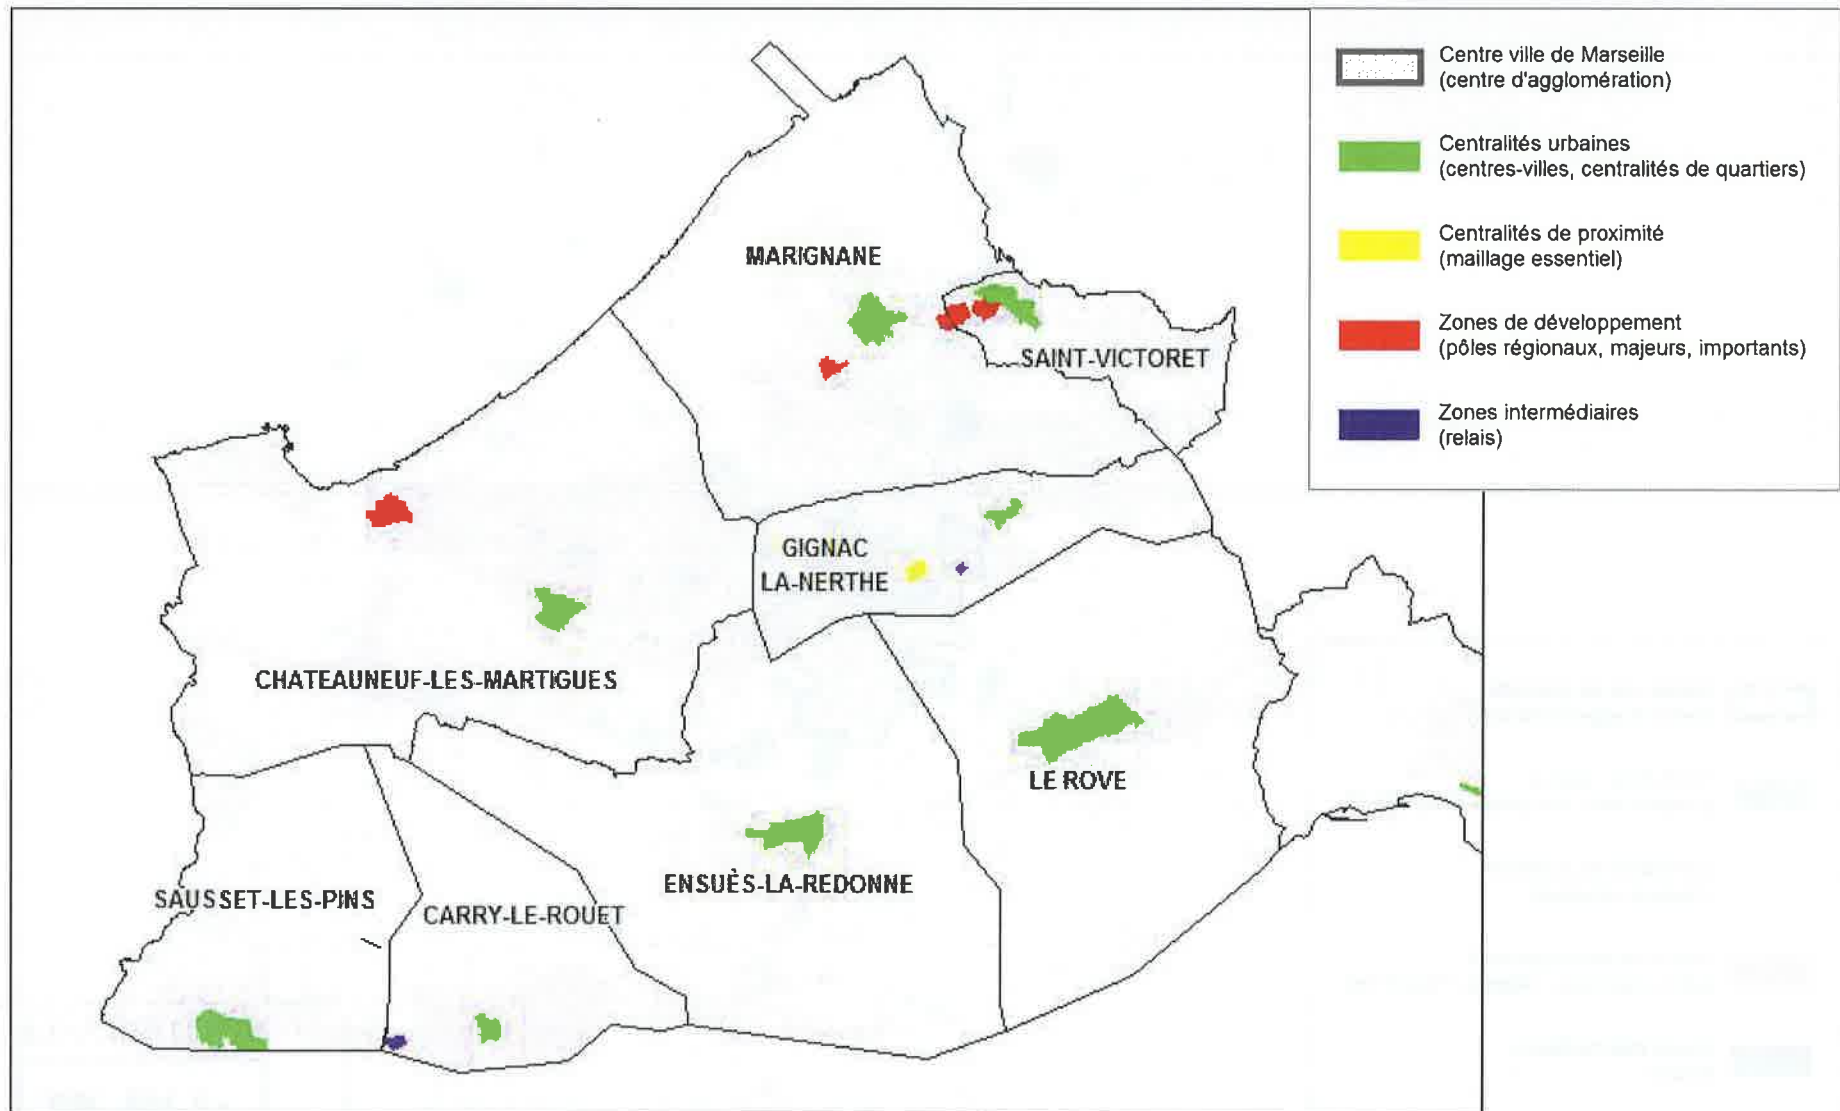 Centre ville de Marseille
(centre d'agglomération)
Centralités urbaines
(centres-villes, centralités de quartiers)
Centralités de proximité
(maillage essentiel)
Zones de développement
(pôles régionaux, majeurs, importants)
Zones intermédiaires
(relais)
MARIGNANE
SAINT-VICTORET
GIGNAC
LA-NERTHE
CHATEAUNEUF-LES-MARTIGUES
LE ROVE
ENSUÈS-LA-REDONNE
SAUSSET-LES-PINS
CARRY-LE-ROUET